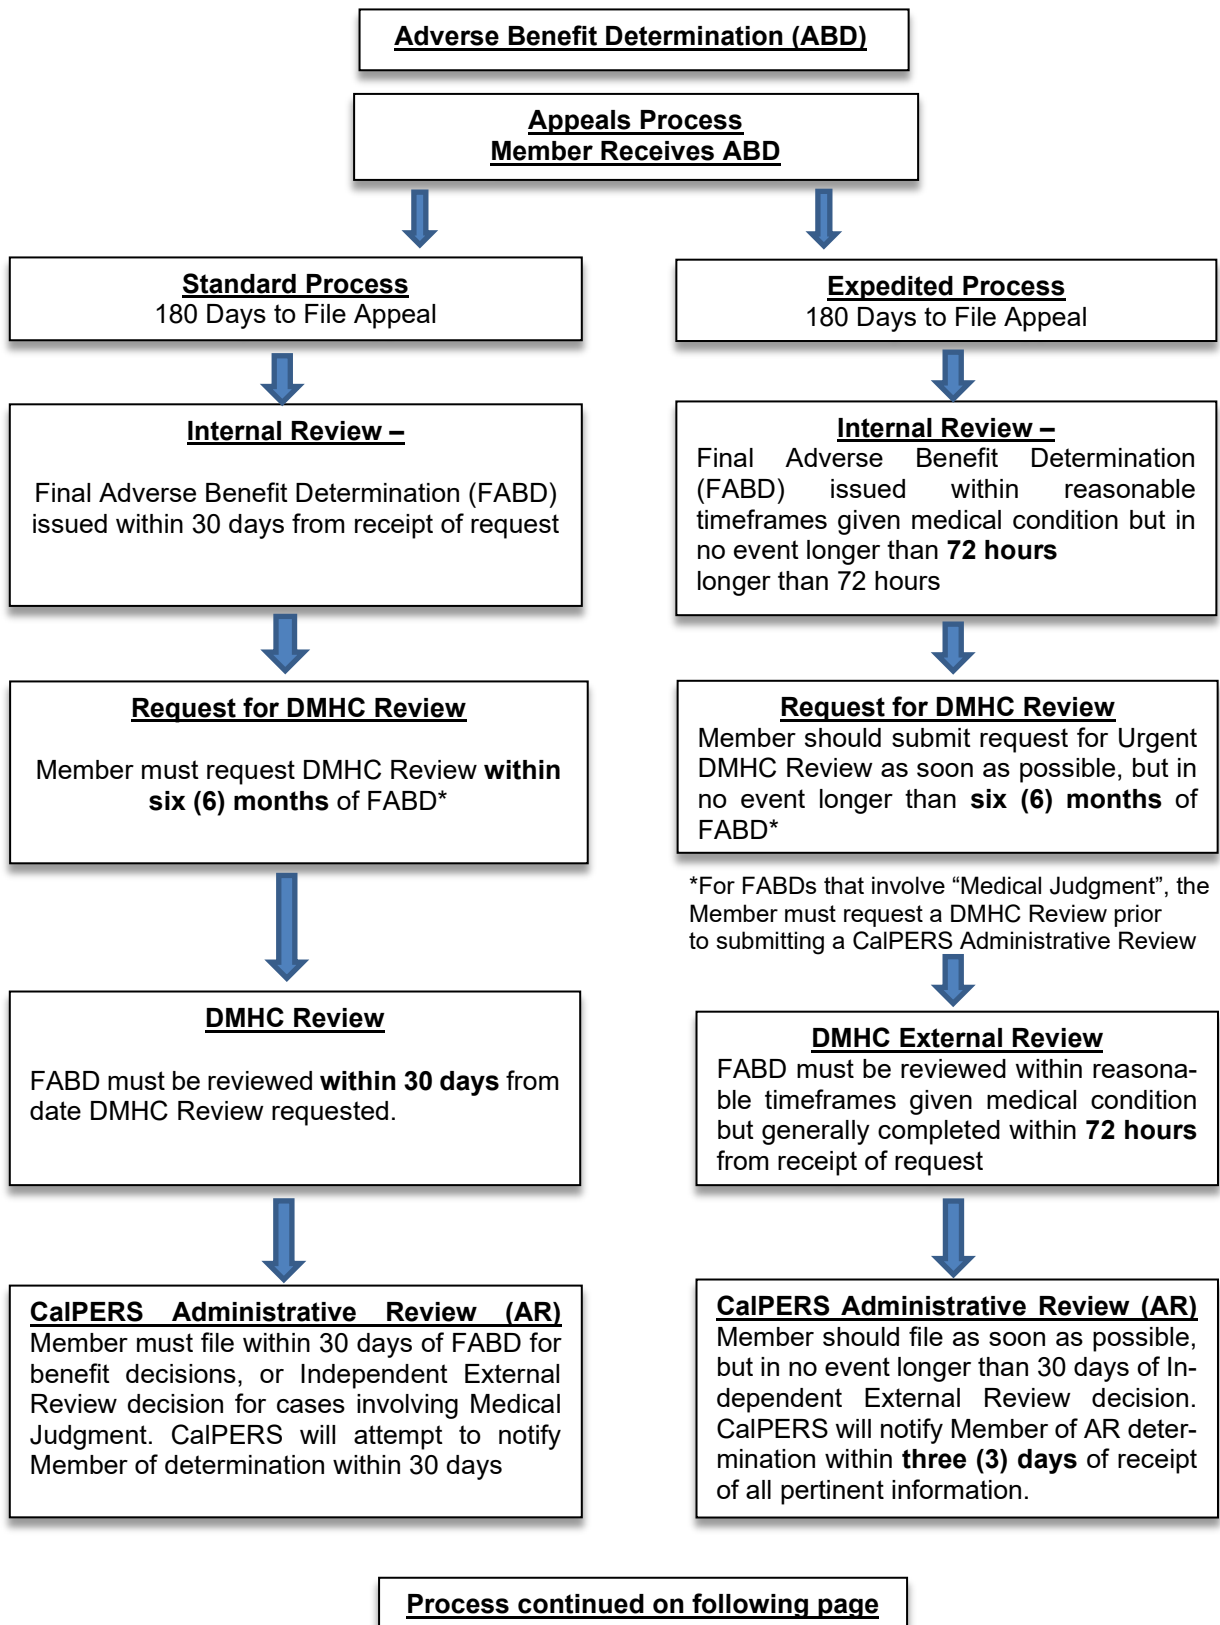 Adverse Benefit Determination (ABD)
Appeals Process
Member Receives ABD
Standard Process
180 Days to File Appeal
Expedited Process
180 Days to File Appeal
Internal Review –
Final Adverse Benefit Determination (FABD)
issued within 30 days from receipt of request
Internal Review –
Final Adverse Benefit Determination
(FABD) issued within reasonable
timeframes given medical condition but in
no event longer than 72 hours
longer than 72 hours
Request for DMHC Review
Member must request DMHC Review within
six (6) months of FABD*
Request for DMHC Review
Member should submit request for Urgent
DMHC Review as soon as possible, but in
no event longer than six (6) months of
FABD*
*For FABDs that involve “Medical Judgment”, the
Member must request a DMHC Review prior
to submitting a CalPERS Administrative Review
DMHC Review
FABD must be reviewed within 30 days from
date DMHC Review requested.
DMHC External Review
FABD must be reviewed within reasona-
ble timeframes given medical condition
but generally completed within 72 hours
from receipt of request
CalPERS Administrative Review (AR)
Member must file within 30 days of FABD for
benefit decisions, or Independent External
Review decision for cases involving Medical
Judgment. CalPERS will attempt to notify
Member of determination within 30 days
CalPERS Administrative Review (AR)
Member should file as soon as possible,
but in no event longer than 30 days of In-
dependent External Review decision.
CalPERS will notify Member of AR deter-
mination within three (3) days of receipt
of all pertinent information.
Process continued on following page